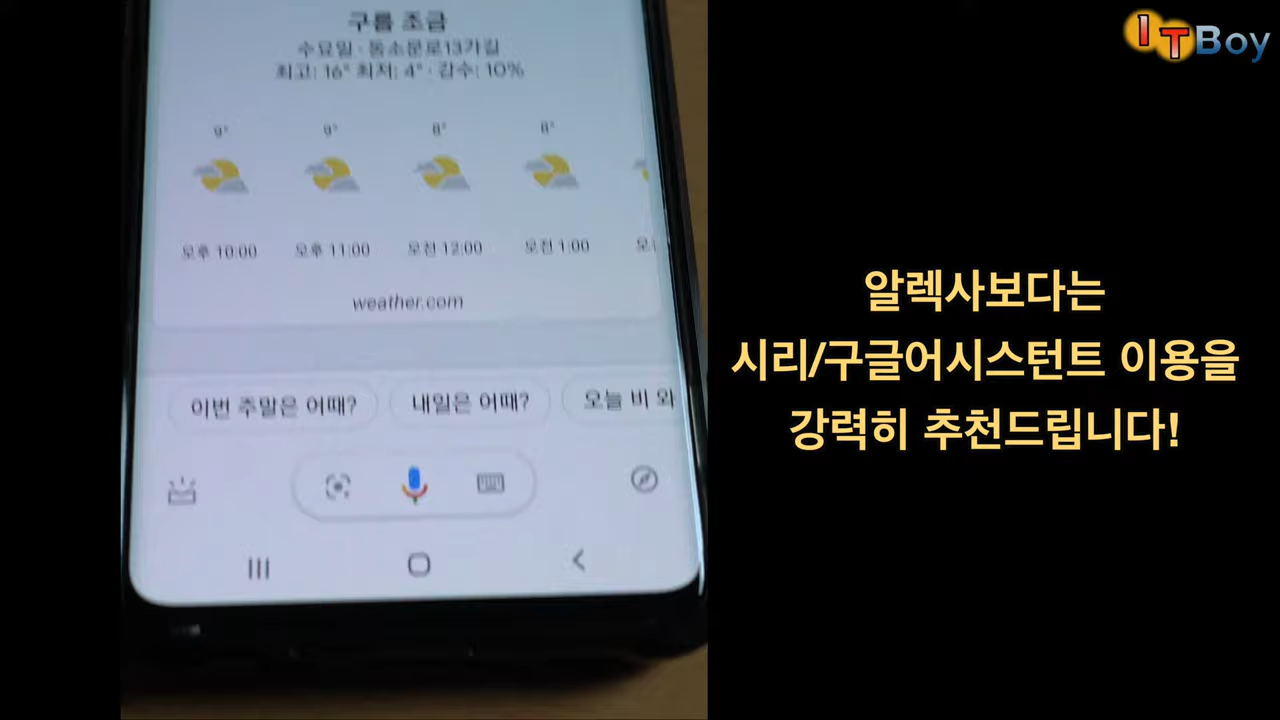 구름 조금
수요일 · 동소문로13가길
최고: 16° 최저: 4° · 강수: 10%
9° 9° 8° 8°
오후 10:00 오후 11:00 오전 12:00 오전 1:00
weather.com
이번 주말은 어때? 내일은 어때? 오늘 비 와
IT Boy
알렉사보다는
시리/구글어시스턴트 이용을
강력히 추천드립니다!